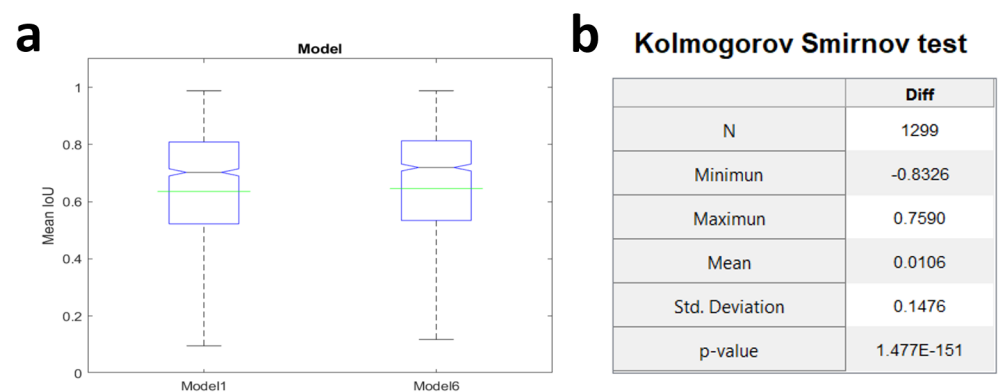 a
Model
Mean IoU
1
0.8
0.6
0.4
0.2
0
Model1 Model6
b
Kolmogorov Smirnov test
Diff
N 1299
Minimun -0.8326
Maximun 0.7590
Mean 0.0106
Std. Deviation 0.1476
p-value 1.477E-151